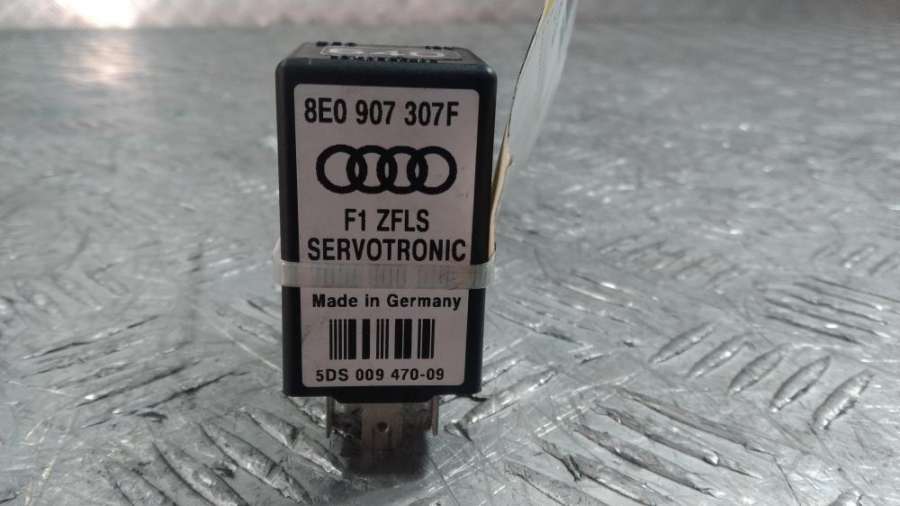 8E0 907 307F
F1 ZFLS
SERVOTRONIC
Made in Germany
5DS 009 470-09